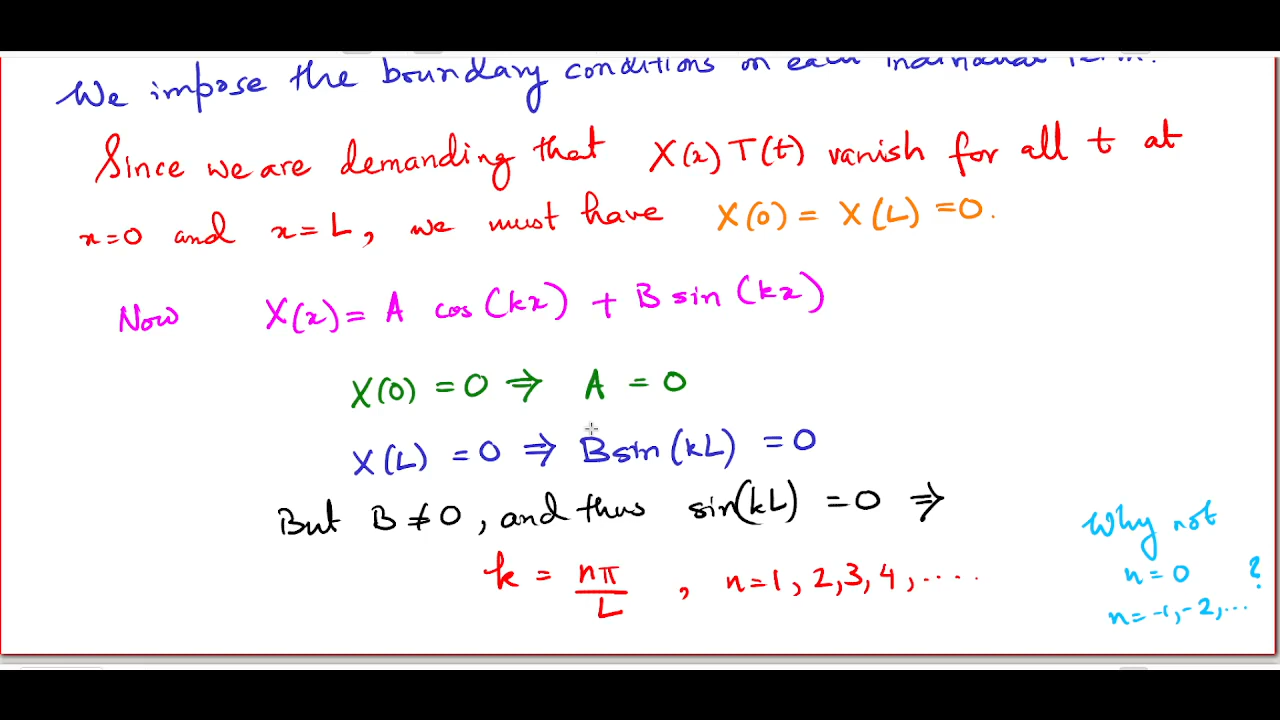 We impose the boundary conditions on each individual term.
Since we are demanding that X(x)T(t) vanish for all t at
x=0 and x=L, we must have X(0) = X(L) =0.
Now X(x)= A cos(kx) + B sin(kx)
X(0) =0 ⇒ A = 0
X(L) =0 ⇒ Bsin(kL) =0
But B≠0, and thus sin(kL) =0 ⇒
k = nπ/L , n=1,2,3,4,....
Why not
n=0 ?
n=-1,-2,...